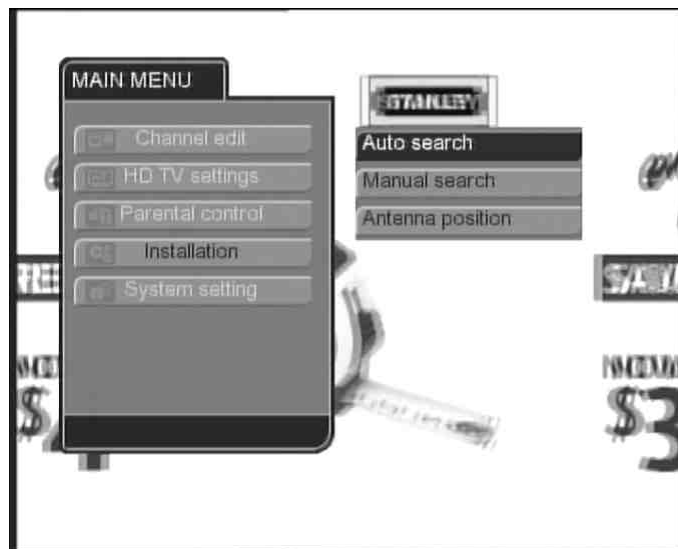 MAIN MENU
Channel edit
HD TV settings
Parental control
Installation
System setting
STANLEY
Auto search
Manual search
Antenna position
$3